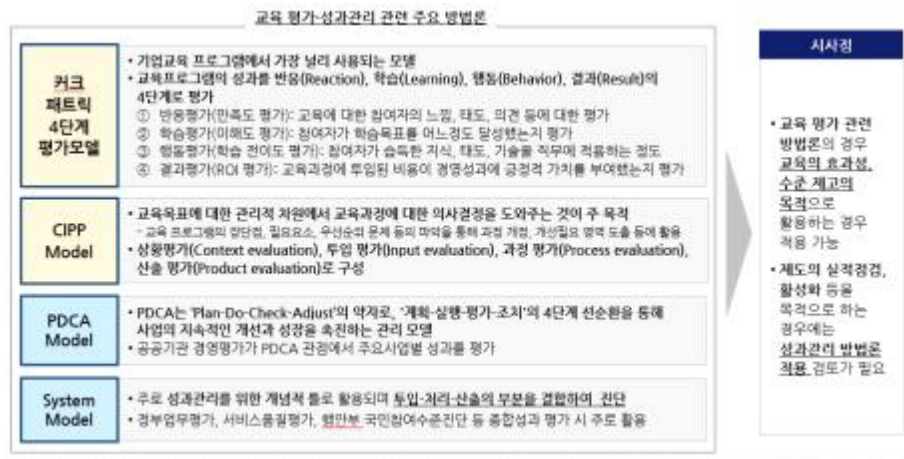 교육 평가·성과관리 관련 주요 방법론
커크
패트릭
4단계
평가모델
• 기업교육 프로그램에서 가장 널리 사용되는 모델
• 교육프로그램의 성과를 반응(Reaction), 학습(Learning), 행동(Behavior), 결과(Result)의
4단계로 평가
① 반응평가(만족도 평가): 교육에 대한 참여자의 느낌, 태도, 의견 등에 대한 평가
② 학습평가(이해도 평가): 참여자가 학습목표를 어느정도 달성했는지 평가
③ 행동평가(학습 전이도 평가): 참여자가 습득한 지식, 태도, 기술을 직무에 적용하는 정도
④ 결과평가(ROI 평가): 교육과정에 투입된 비용이 경영성과에 긍정적 가치를 부여했는지 평가
CIPP
Model
• 교육목표에 대한 관리적 차원에서 교육과정에 대한 의사결정을 도와주는 것이 주 목적
- 교육 프로그램의 장단점, 필요요소, 우선순위 문제 등의 파악을 통해 과정 개정, 개선필요 영역 도출 등에 활용
• 상황평가(Context evaluation), 투입 평가(Input evaluation), 과정 평가(Process evaluation),
산출 평가(Product evaluation)로 구성
PDCA
Model
• PDCA는 'Plan-Do-Check-Adjust'의 약자로, '계획-실행-평가-조치'의 4단계 선순환을 통해
사업의 지속적인 개선과 성장을 촉진하는 관리 모델
• 공공기관 경영평가가 PDCA 관점에서 주요사업별 성과를 평가
System
Model
• 주로 성과관리를 위한 개념적 틀로 활용되며 투입-처리-산출의 부분을 결합하여 진단
• 정부업무평가, 서비스품질평가, 행안부 국민참여수준진단 등 종합성과 평가 시 주로 활용
시사점
• 교육 평가 관련
방법론의 경우
교육의 효과성,
수준 제고의
목적으로
활용하는 경우
적용 가능
• 제도의 실적점검,
활성화 등을
목적으로 하는
경우에는
성과관리 방법론
적용 검토가 필요